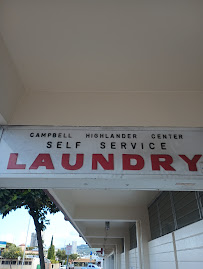 CAMPBELL HIGHLANDER CENTER
SELF SERVICE
LAUNDRY